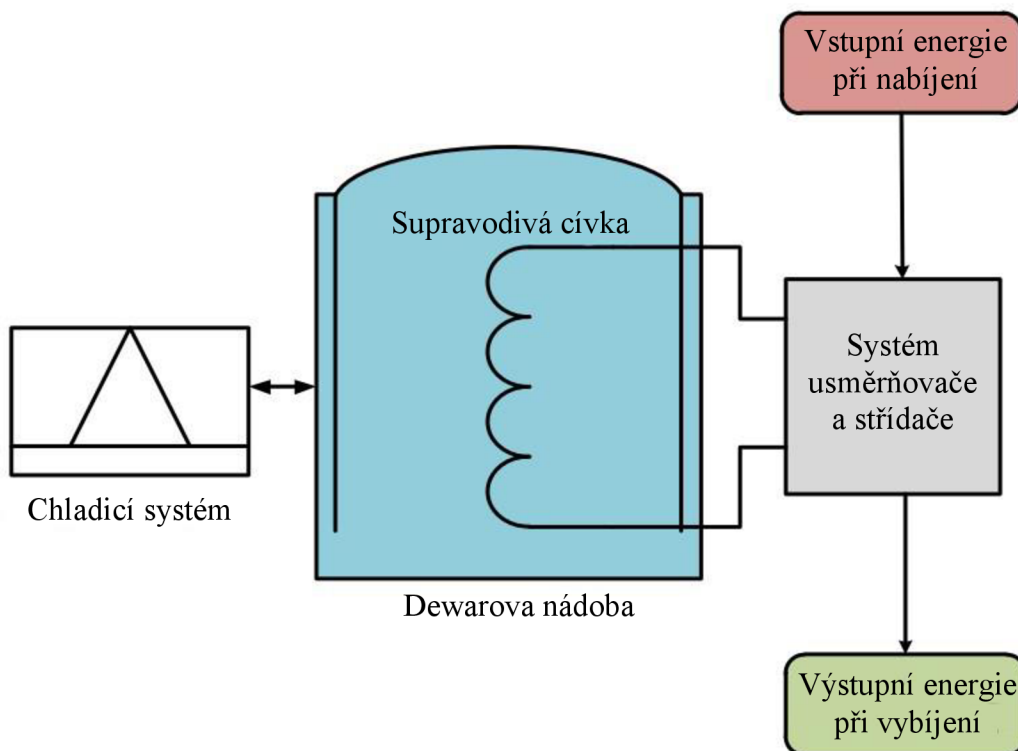 Vstupní energie
při nabíjení
Supravodivá cívka
Systém
usměrňovače
a střídače
Chladicí systém
Dewarova nádoba
Výstupní energie
při vybíjení